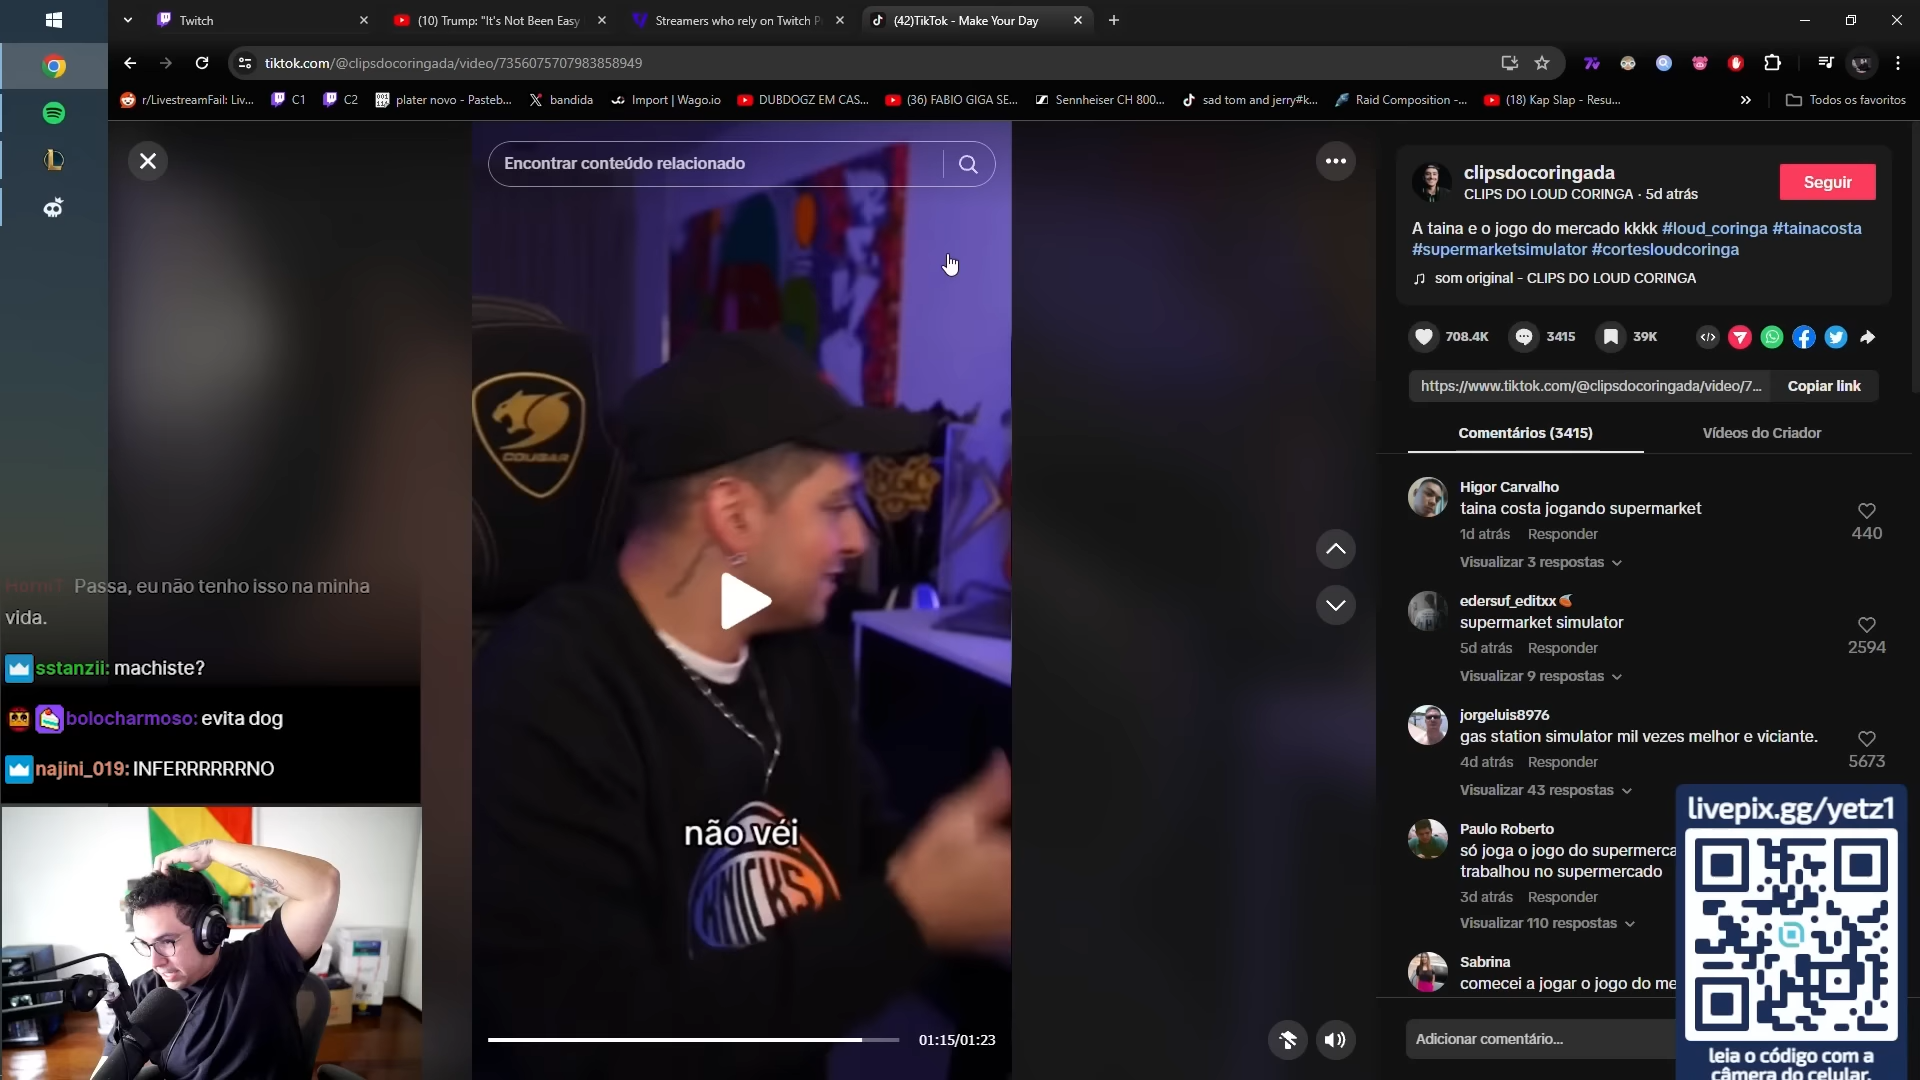 Twitch
(10) Trump: "It's Not Been Easy
Streamers who rely on Twitch P
(42)TikTok - Make Your Day
tiktok.com/@clipsdocoringada/video/7356075707983858949
r/LivestreamFail: Liv...
C1
C2
plater novo - Pasteb...
bandida
Import | Wago.io
DUBDOGZ EM CAS...
(36) FABIO GIGA SE...
Sennheiser CH 800...
sad tom and jerry#k...
Raid Composition -...
(18) Kap Slap - Resu...
Todos os favoritos
Encontrar conteúdo relacionado
COUGAR
não véi
KNICKS
01:15/01:23
Passa, eu não tenho isso na minha
vida.
sstanzii: machiste?
bolocharmoso: evita dog
najini_019: INFERRRRRRNO
clipsdocoringada
CLIPS DO LOUD CORINGA · 5d atrás
Seguir
A taina e o jogo do mercado kkkk #loud_coringa #tainacosta
#supermarketsimulator #cortesloudcoringa
som original - CLIPS DO LOUD CORINGA
708.4K
3415
39K
https://www.tiktok.com/@clipsdocoringada/video/7...
Copiar link
Comentários (3415)
Vídeos do Criador
Higor Carvalho
taina costa jogando supermarket
1d atrás Responder
440
Visualizar 3 respostas
edersuf_editxx
supermarket simulator
5d atrás Responder
2594
Visualizar 9 respostas
jorgeluis8976
gas station simulator mil vezes melhor e viciante.
4d atrás Responder
5673
Visualizar 43 respostas
Paulo Roberto
só joga o jogo do supermerca
trabalhou no supermercado
3d atrás Responder
Visualizar 110 respostas
Sabrina
comecei a jogar o jogo do me
Adicionar comentário...
livepix.gg/yetz1
leia o código com a
câmera do celular.